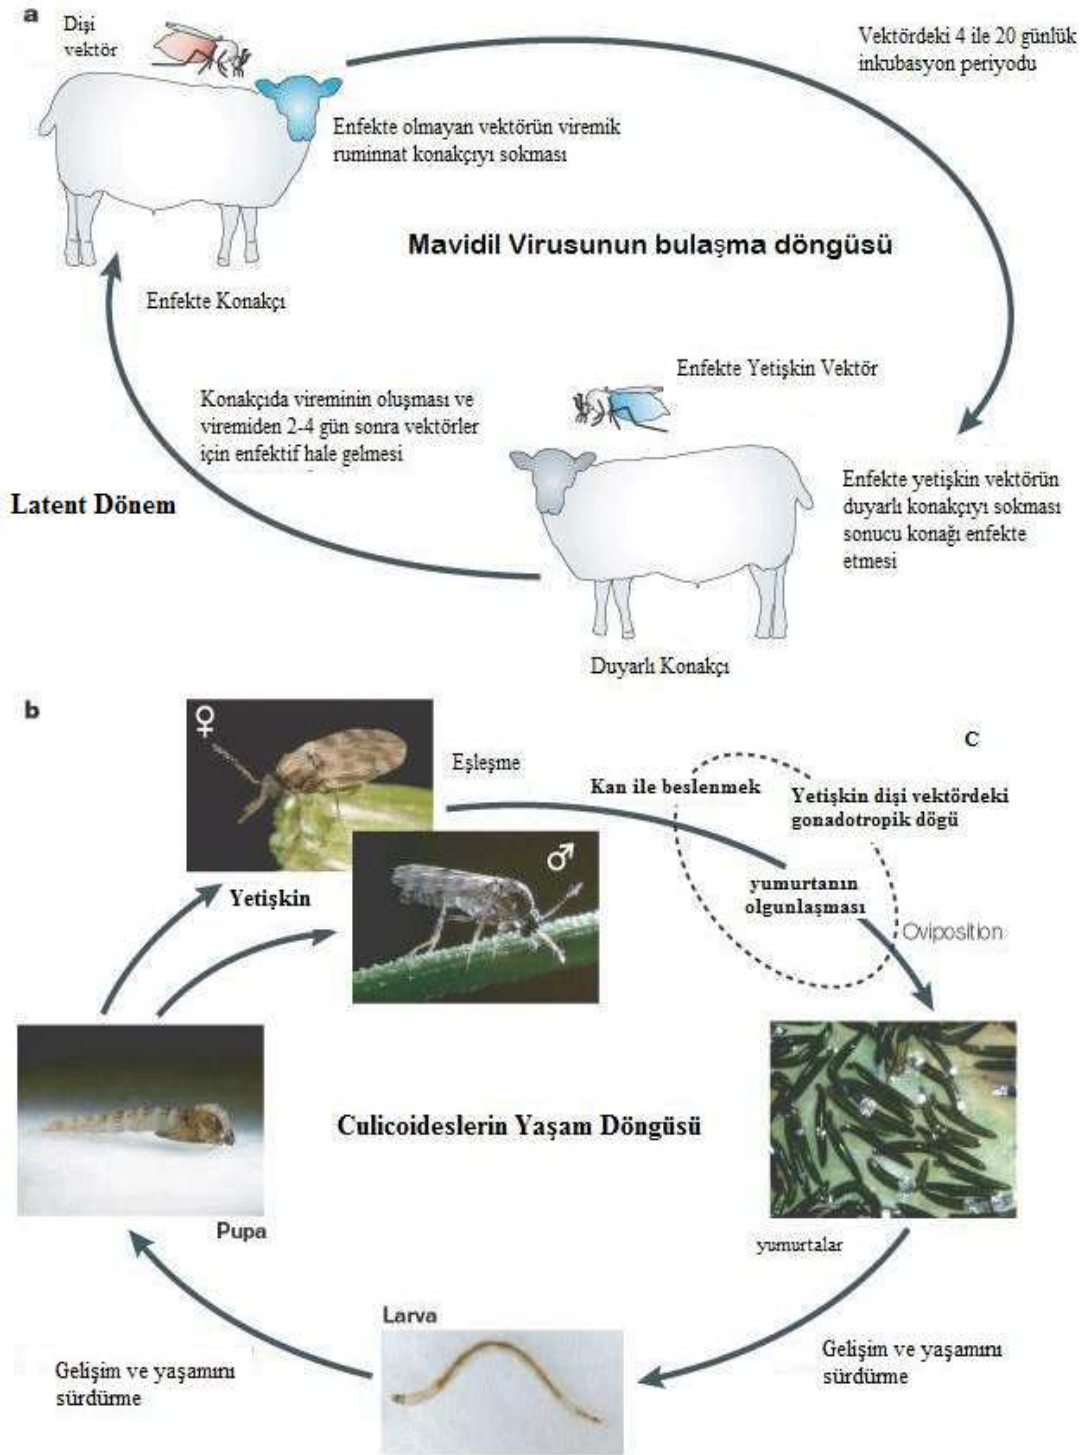 a
Dişi
vektör
Vektördeki 4 ile 20 günlük
inkubasyon periyodu
Enfekte olmayan vektörün viremik
ruminnat konakçıyı sokması
Mavidil Virusunun bulaşma döngüsü
Enfekte Konakçı
Enfekte Yetişkin Vektör
Konakçıda vireminin oluşması ve
viremiden 2-4 gün sonra vektörler
için enfektif hale gelmesi
Latent Dönem
Enfekte yetişkin vektörün
duyarlı konakçıyı sokması
sonucu konağı enfekte
etmesi
Duyarlı Konakçı
b
♀
C
Eşleşme
Kan ile beslenmek
Yetişkin dişi vektördeki
gonadotropik dögü
♂
Yetişkin
yumurtanın
olgunlaşması
Oviposition
Culicoideslerin Yaşam Döngüsü
Pupa
yumurtalar
Larva
Gelişim ve yaşamını
sürdürme
Gelişim ve yaşamını
sürdürme